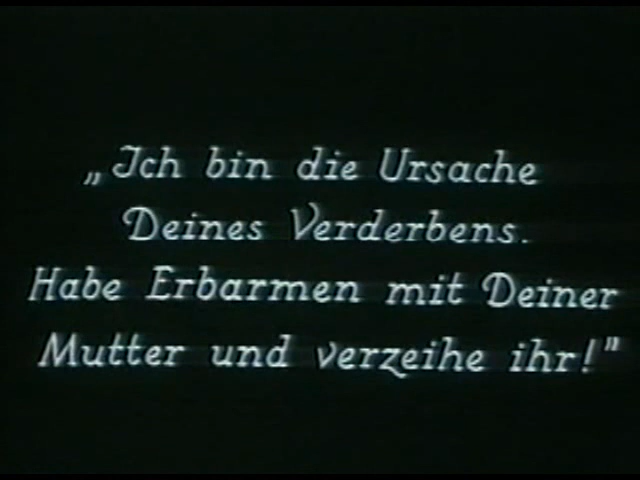 „Ich bin die Ursache
Deines Verderbens.
Habe Erbarmen mit Deiner
Mutter und verzeihe ihr!"